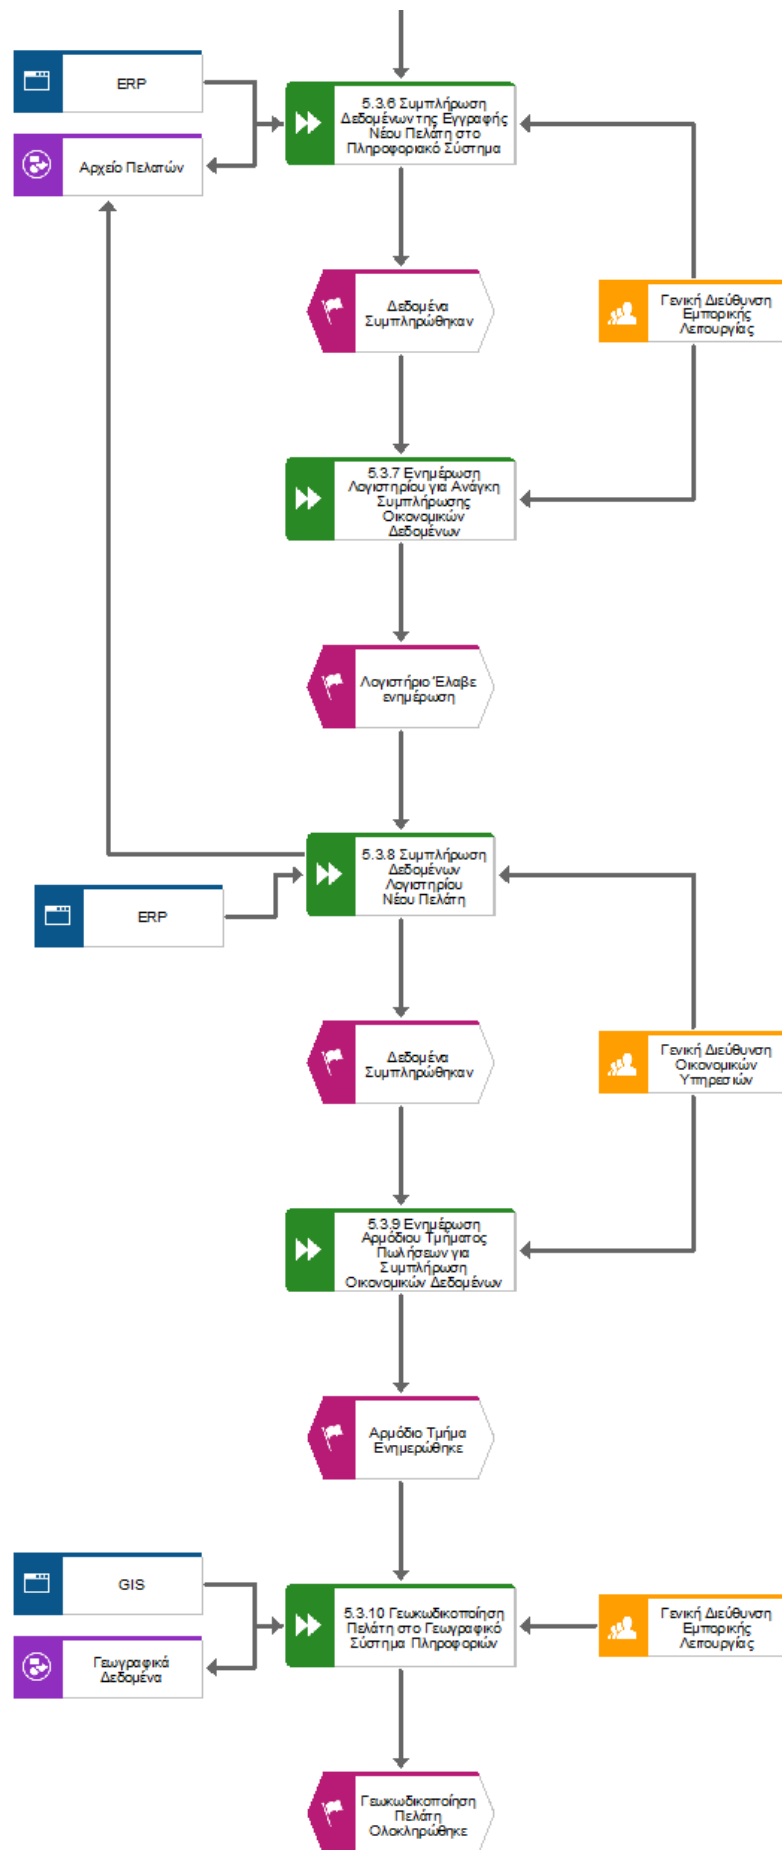 ERP
5.3.6 Συμπλήρωση
Δεδομένων της Εγγραφής
Νέου Πελάτη στο
Πληροφοριακό Σύστημα
Αρχείο Πελατών
Δεδομένα
Συμπληρώθηκαν
Γενική Διεύθυνση
Εμπορικής
Λειτουργίας
5.3.7 Ενημέρωση
Λογιστηρίου για Ανάγκη
Συμπλήρωσης
Οικονομικών
Δεδομένων
Λογιστήριο Έλαβε
ενημέρωση
5.3.8 Συμπλήρωση
Δεδομένων
Λογιστηρίου
Νέου Πελάτη
ERP
Δεδομένα
Συμπληρώθηκαν
Γενική Διεύθυνση
Οικονομικών
Υπηρεσιών
5.3.9 Ενημέρωση
Αρμόδιου Τμήματος
Πωλήσεων για
Συμπλήρωση
Οικονομικών Δεδομένων
Αρμόδιο Τμήμα
Ενημερώθηκε
GIS
5.3.10 Γεωκωδικοποίηση
Πελάτη στο Γεωγραφικό
Σύστημα Πληροφοριών
Γενική Διεύθυνση
Εμπορικής
Λειτουργίας
Γεωγραφικά
Δεδομένα
Γεωκωδικοποίηση
Πελάτη
Ολοκληρώθηκε